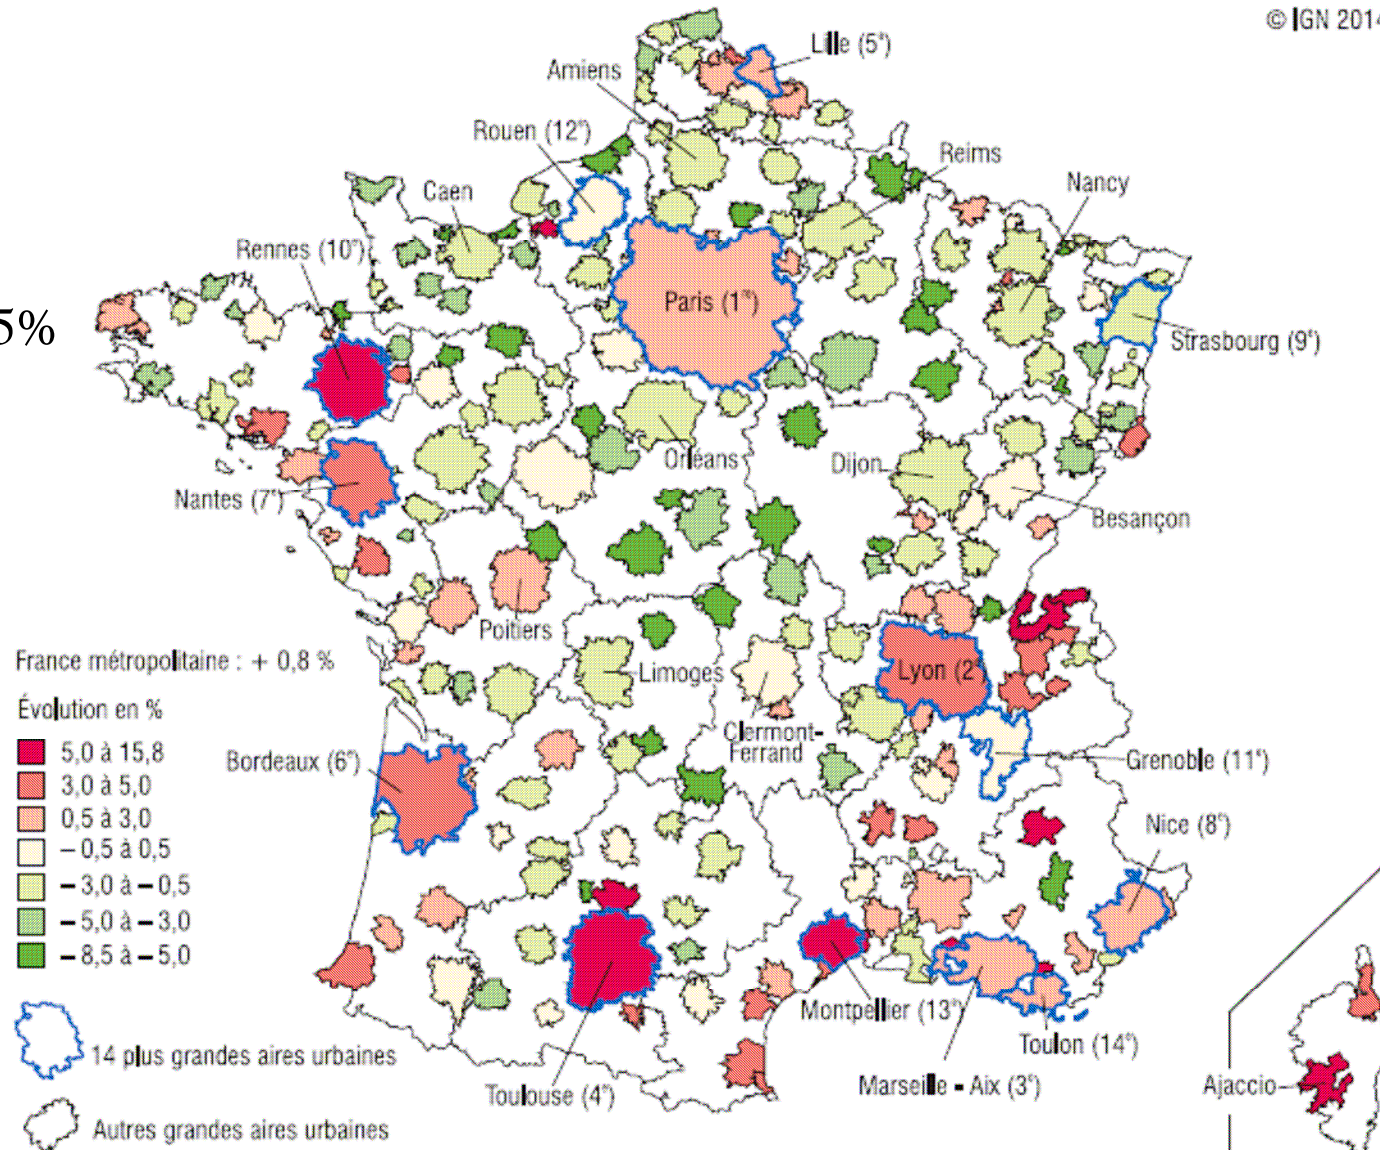 © IGN 2014
Lille (5e)
Amiens
Rouen (12e)
Reims
Caen
Nancy
Rennes (10e)
5%
Paris (1re)
Strasbourg (9e)
Orléans
Dijon
Nantes (7e)
Besançon
Poitiers
France métropolitaine : + 0,8 %
Limoges
Lyon (2e
Évolution en %
5,0 à 15,8
3,0 à 5,0
0,5 à 3,0
– 0,5 à 0,5
– 3,0 à – 0,5
– 5,0 à – 3,0
– 8,5 à – 5,0
Clermont-
Ferrand
Bordeaux (6e)
Grenoble (11e)
Nice (8e)
Montpellier (13e)
14 plus grandes aires urbaines
Toulon (14e)
Toulouse (4e)
Marseille - Aix (3e)
Ajaccio
Autres grandes aires urbaines